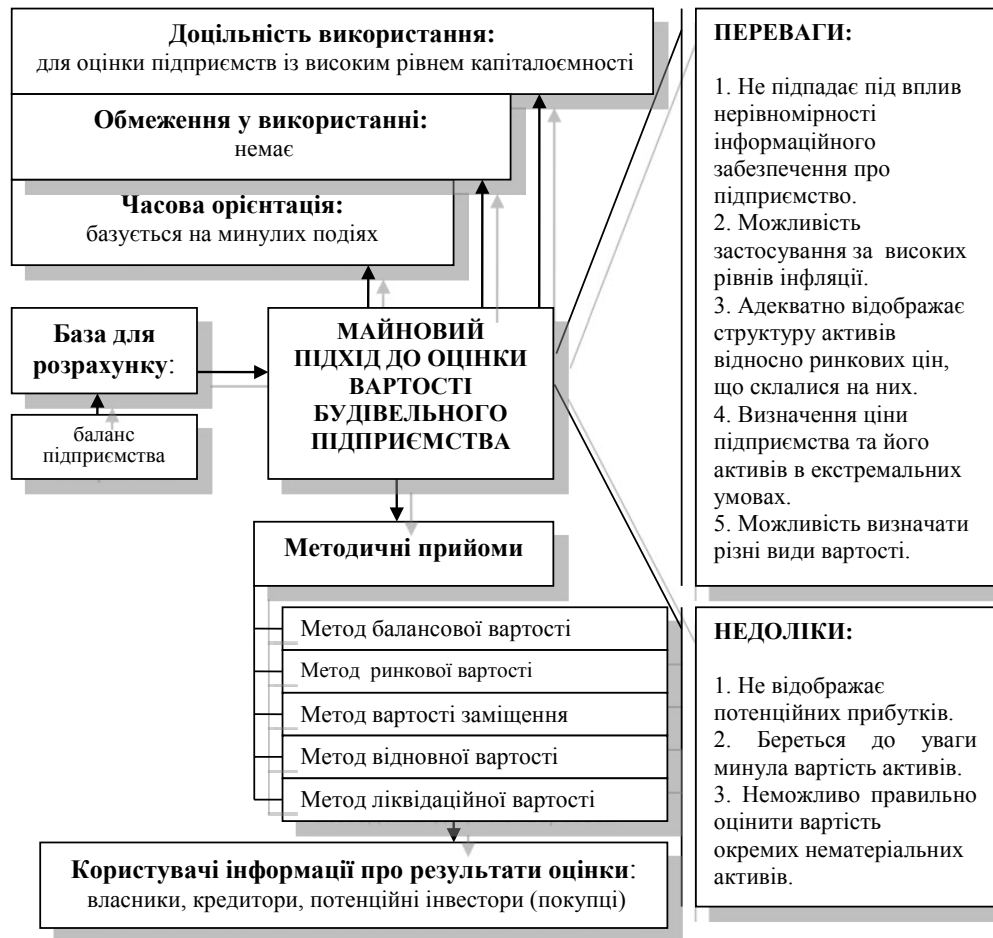 Доцільність використання:
для оцінки підприємств із високим рівнем капіталоємності
Обмеження у використанні:
немає
Часова орієнтація:
базується на минулих подіях
База для
розрахунку:
баланс
підприємства
МАЙНОВИЙ
ПІДХІД ДО ОЦІНКИ
ВАРТОСТІ
БУДІВЕЛЬНОГО
ПІДПРИЄМСТВА
Методичні прийоми
Метод балансової вартості
Метод ринкової вартості
Метод вартості заміщення
Метод відновної вартості
Метод ліквідаційної вартості
Користувачі інформації про результати оцінки:
власники, кредитори, потенційні інвестори (покупці)
ПЕРЕВАГИ:
1. Не підпадає під вплив
нерівномірності
інформаційного
забезпечення про
підприємство.
2. Можливість
застосування за високих
рівнів інфляції.
3. Адекватно відображає
структуру активів
відносно ринкових цін,
що склалися на них.
4. Визначення ціни
підприємства та його
активів в екстремальних
умовах.
5. Можливість визначати
різні види вартості.
НЕДОЛІКИ:
1. Не відображає
потенційних прибутків.
2. Береться до уваги
минула вартість активів.
3. Неможливо правильно
оцінити вартість
окремих нематеріальних
активів.